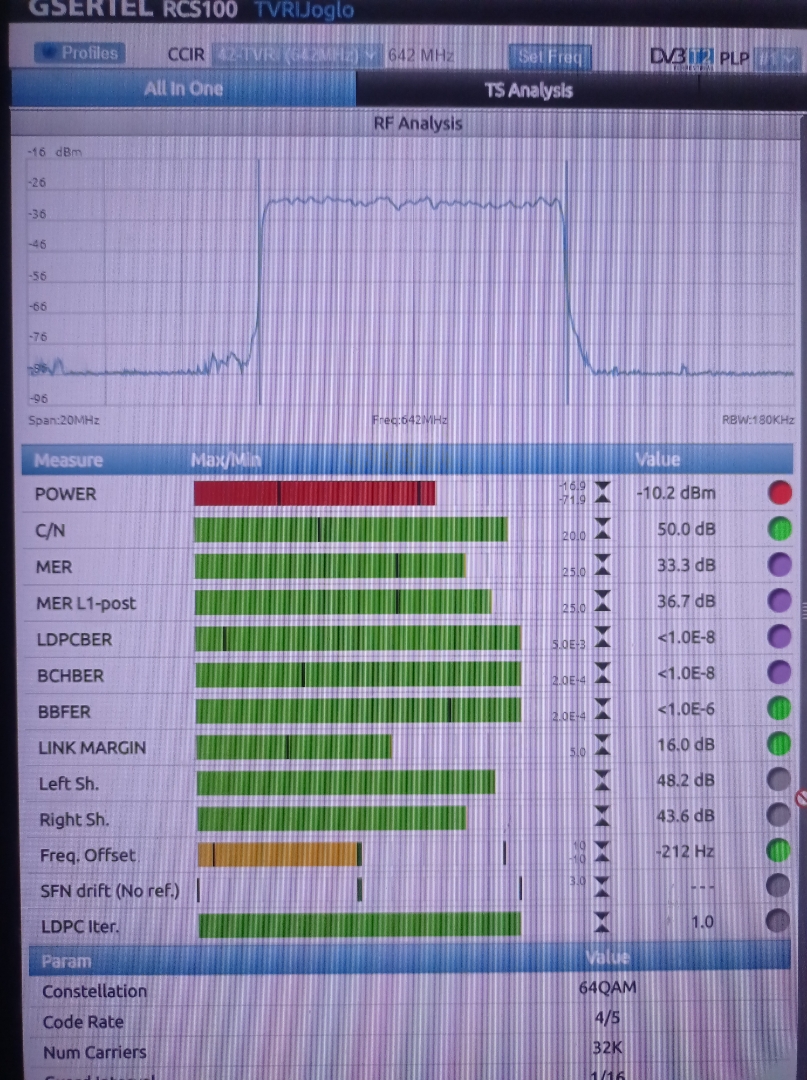 GSERTEL RCS100 TVRIJoglo
Profiles CCIR 42-TVRI (642MHz) 642 MHz Set Freq DVB T2 PLP #1
All In One TS Analysis
RF Analysis
-16 dBm
-26
-36
-46
-56
-66
-76
-86
-96
Span:20MHz Freq:642MHz RBW:180KHz
Measure Max/Min Value
POWER -16.9 -71.9 -10.2 dBm
C/N 20.0 50.0 dB
MER 25.0 33.3 dB
MER L1-post 25.0 36.7 dB
LDPCBER 5.0E-3 <1.0E-8
BCHBER 2.0E-4 <1.0E-8
BBFER 2.0E-4 <1.0E-6
LINK MARGIN 5.0 16.0 dB
Left Sh. 48.2 dB
Right Sh. 43.6 dB
Freq. Offset 10 -10 -212 Hz
SFN drift (No ref.) 3.0 ---
LDPC Iter. 1.0
Param Value
Constellation 64QAM
Code Rate 4/5
Num Carriers 32K
Guard Interval 1/16